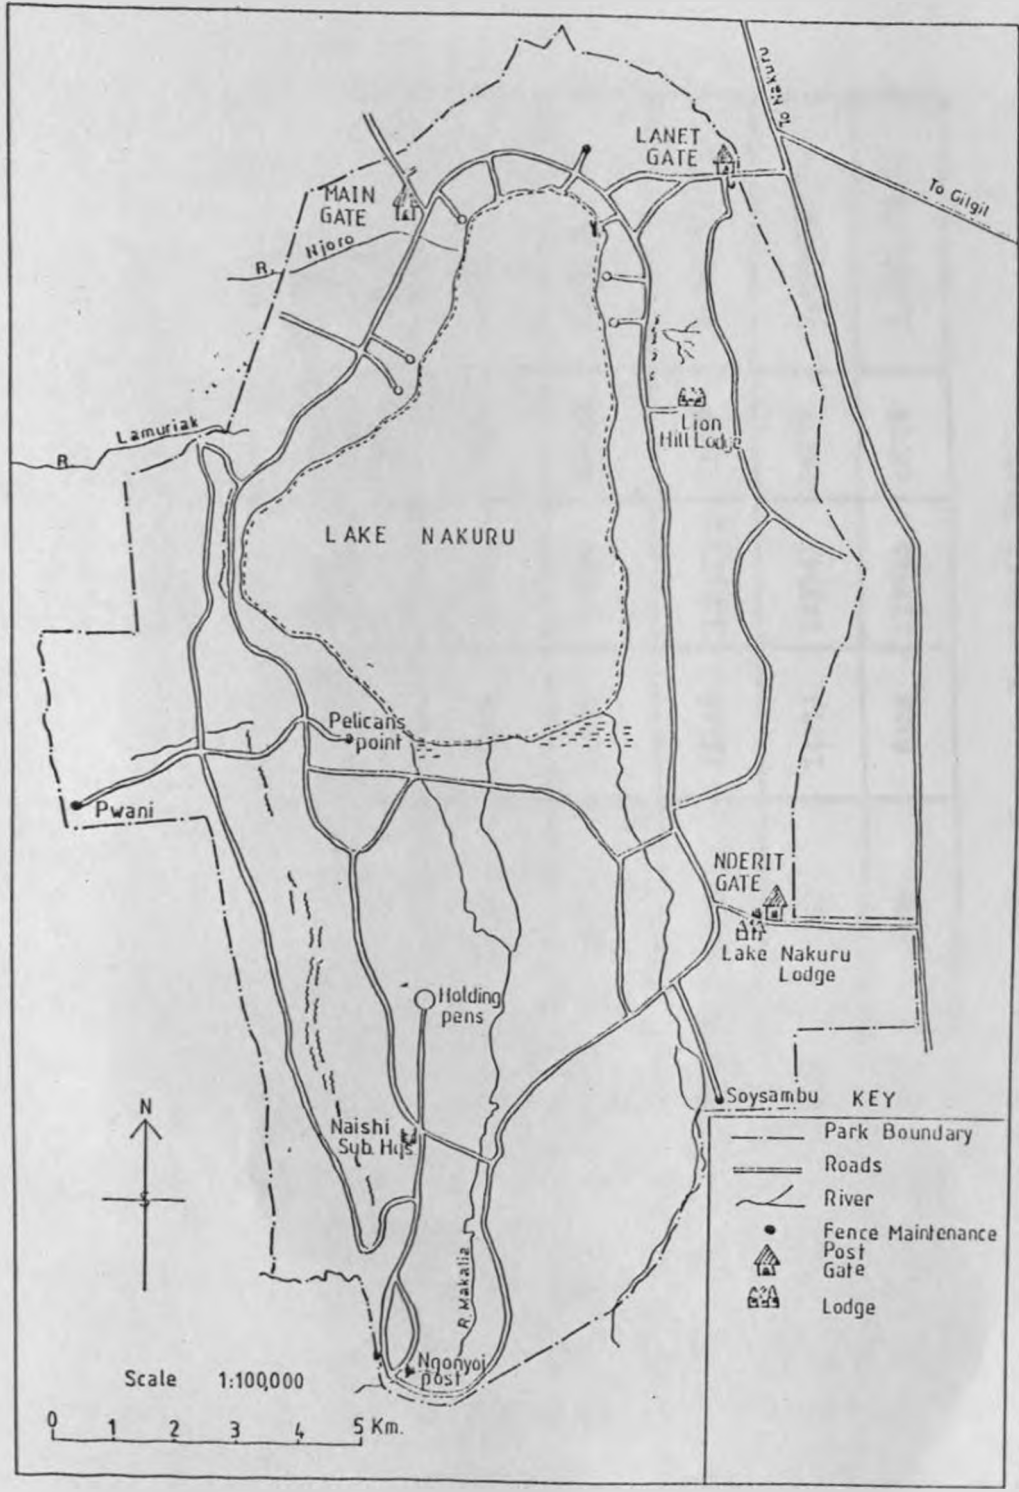 To Nakuru
LANET
GATE
To Gilgil
MAIN
GATE
R. Njoro
Lion
Hill Lodge
R. Lamuriak
LAKE NAKURU
Pelicans
point
Pwani
NDERIT
GATE
Lake Nakuru
Lodge
Holding
pens
Soysambu
Naishi
Sub. Hqs
R. Makalia
Ngonyoi
post
N
S
KEY
Park Boundary
Roads
River
Fence Maintenance
Post
Gate
Lodge
Scale 1:100,000
0 1 2 3 4 5 Km.